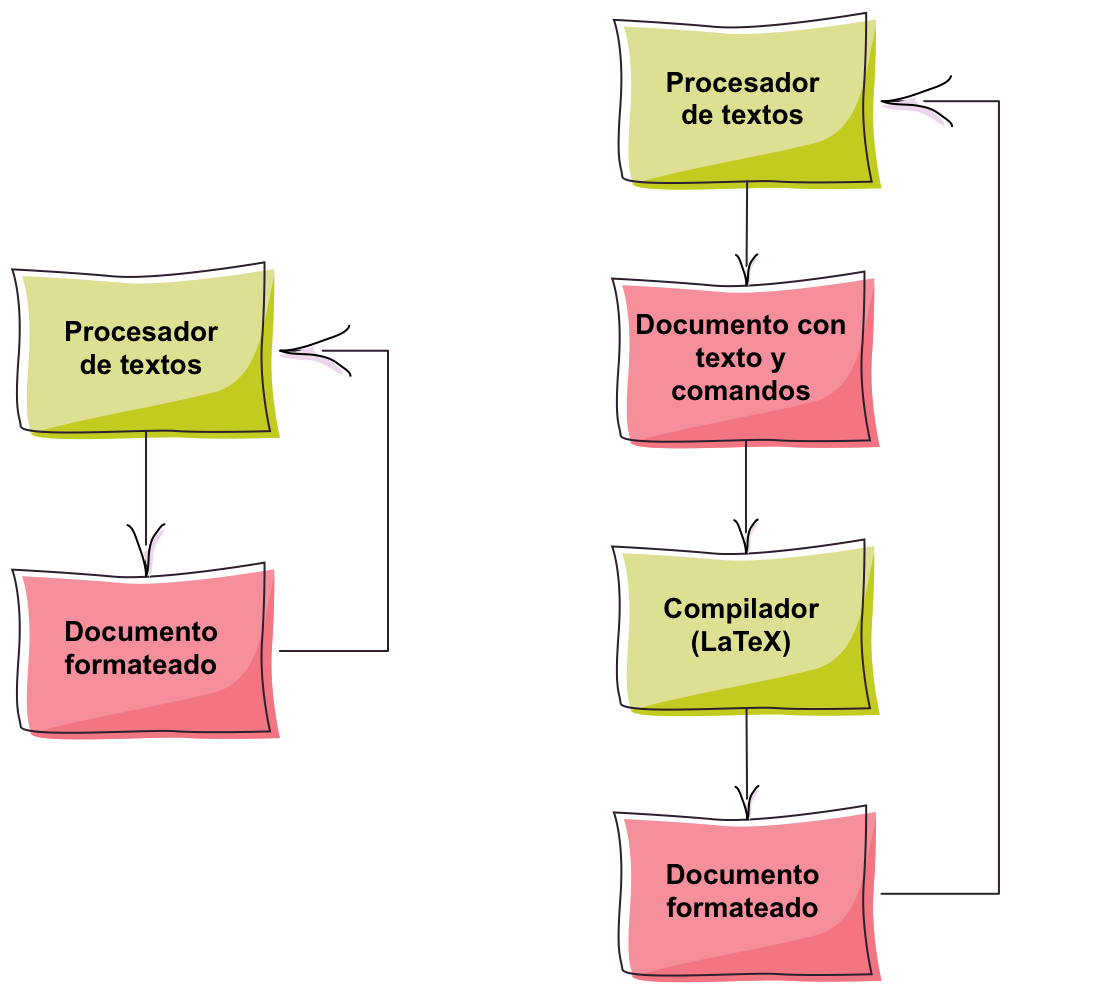 Procesador
de textos
Documento
formateado
Procesador
de textos
Documento con
texto y
comandos
Compilador
(LaTeX)
Documento
formateado